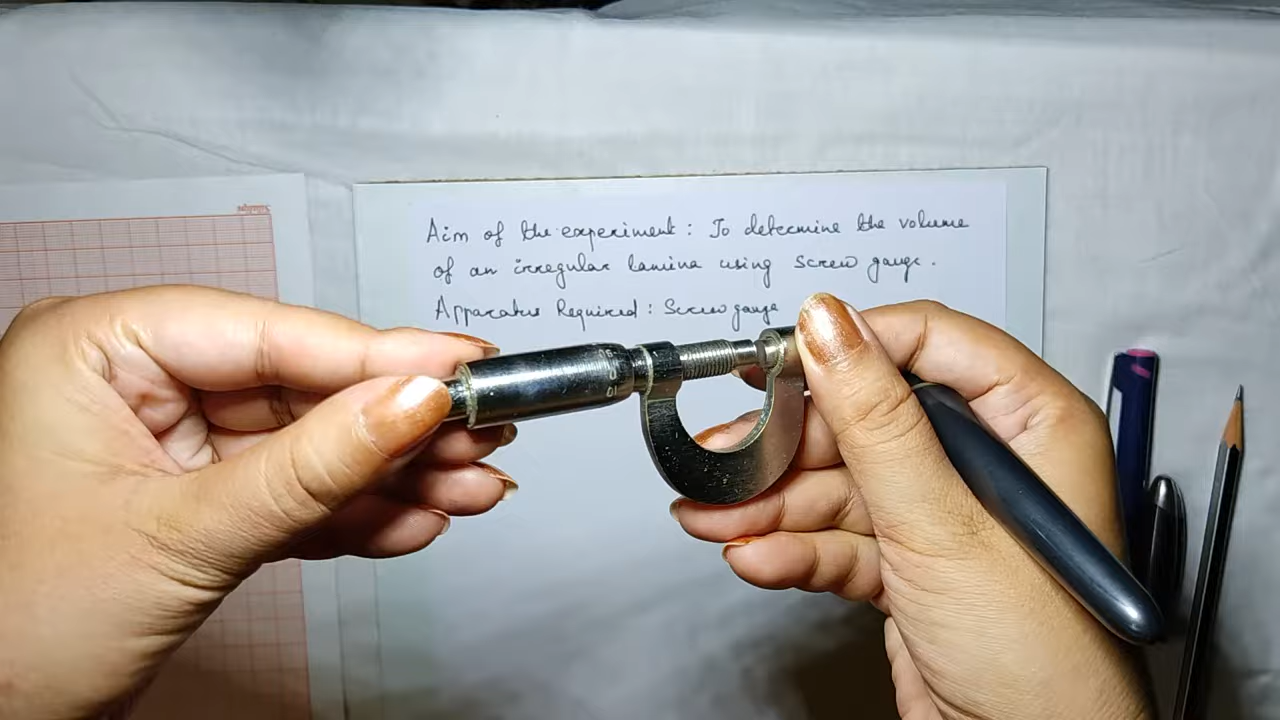 Aim of the experiment : To determine the volume
of an irregular lamina using screw gauge.
Apparatus Required : Screw gauge